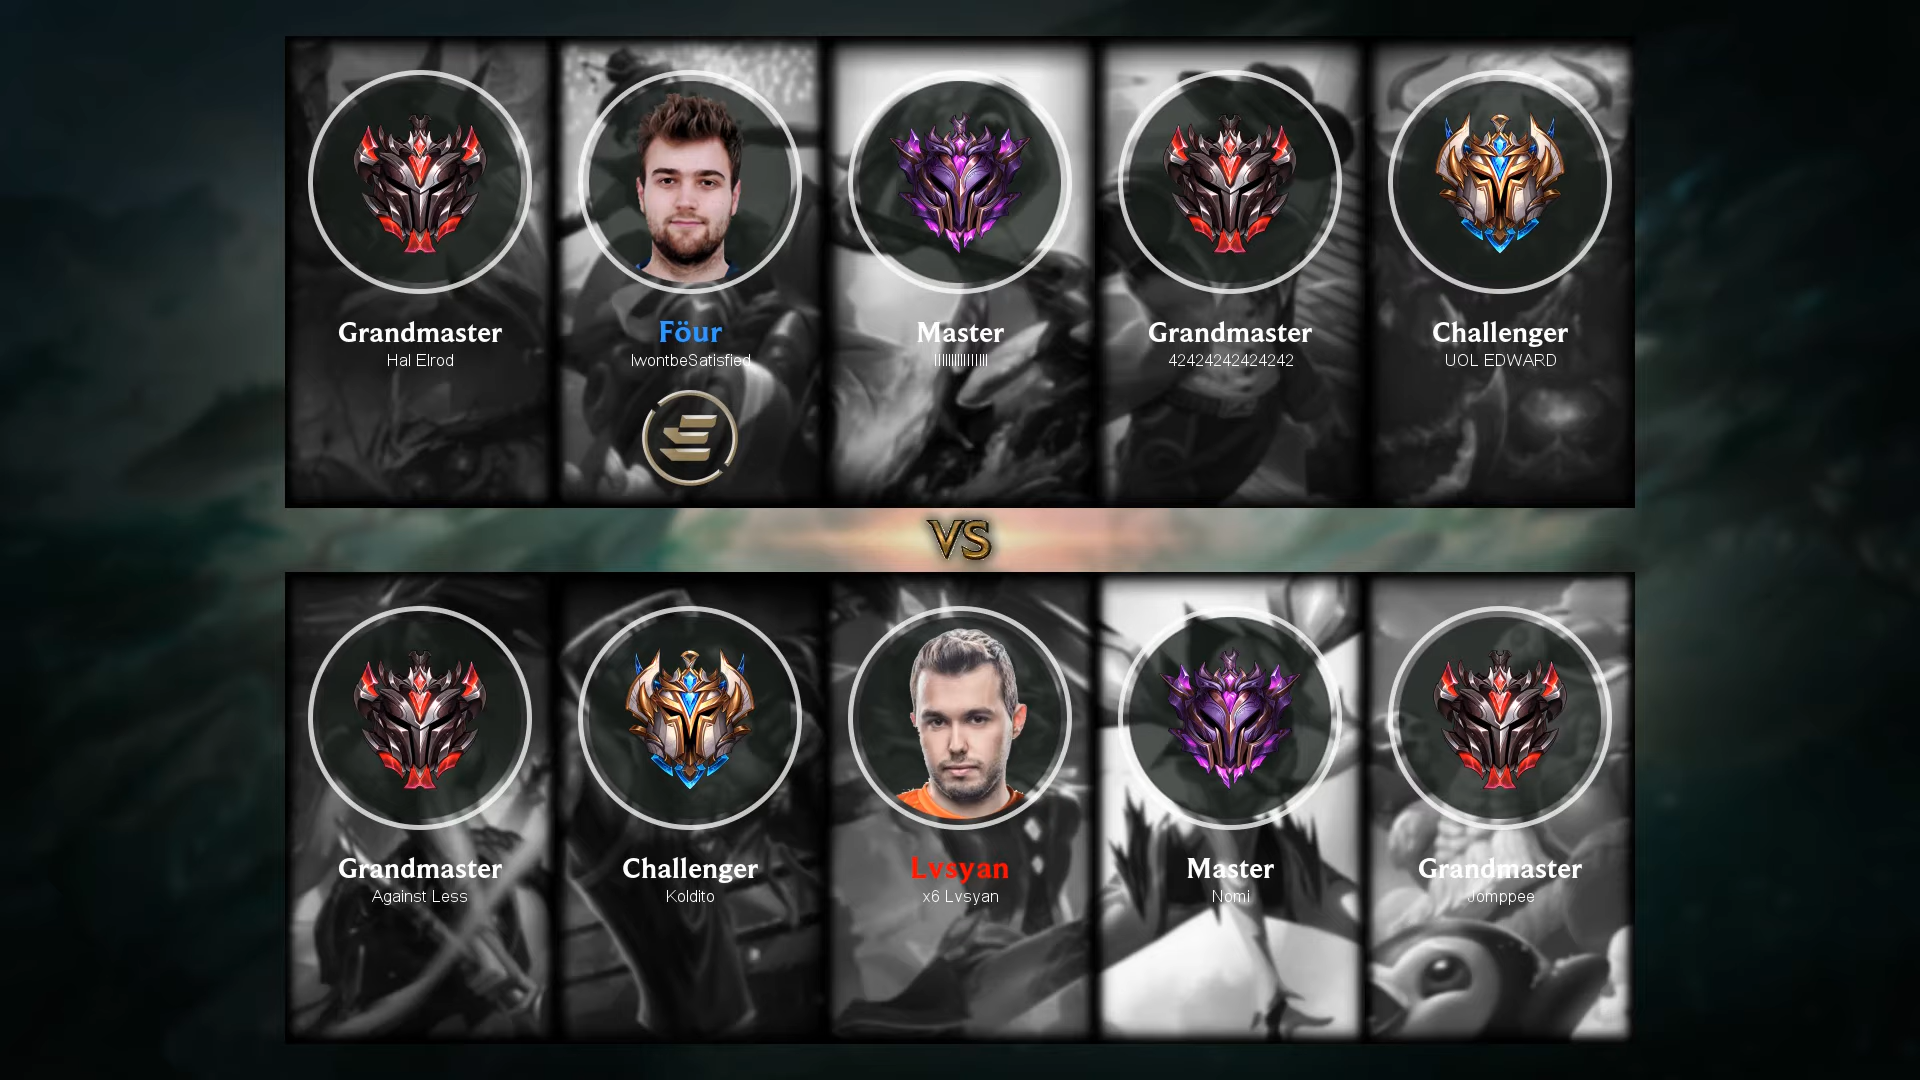 Grandmaster
Hal Elrod
Föur
IwontbeSatisfied
Master
Grandmaster
42424242424242
Challenger
UOL EDWARD
VS
Grandmaster
Against Less
Challenger
Koldito
Lvsyan
x6 Lvsyan
Master
Nomi
Grandmaster
Jomppee